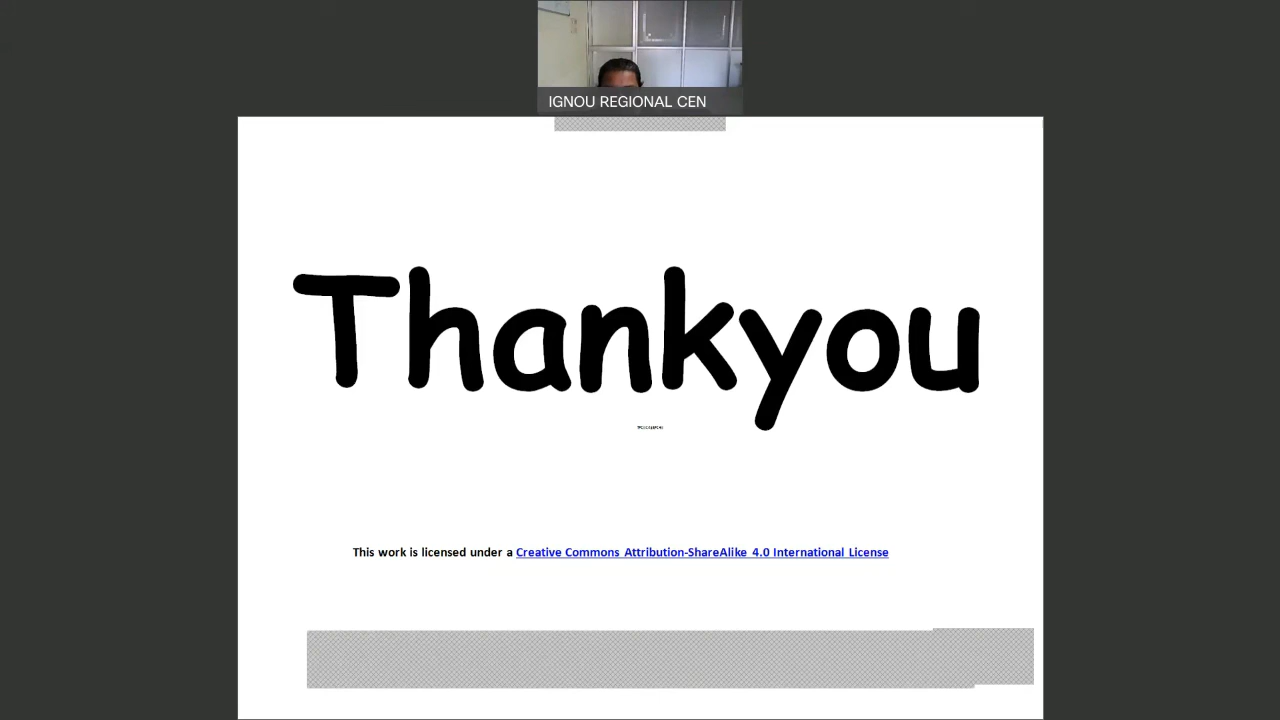 IGNOU REGIONAL CEN
Thankyou
This work is licensed under a Creative Commons Attribution-ShareAlike 4.0 International License